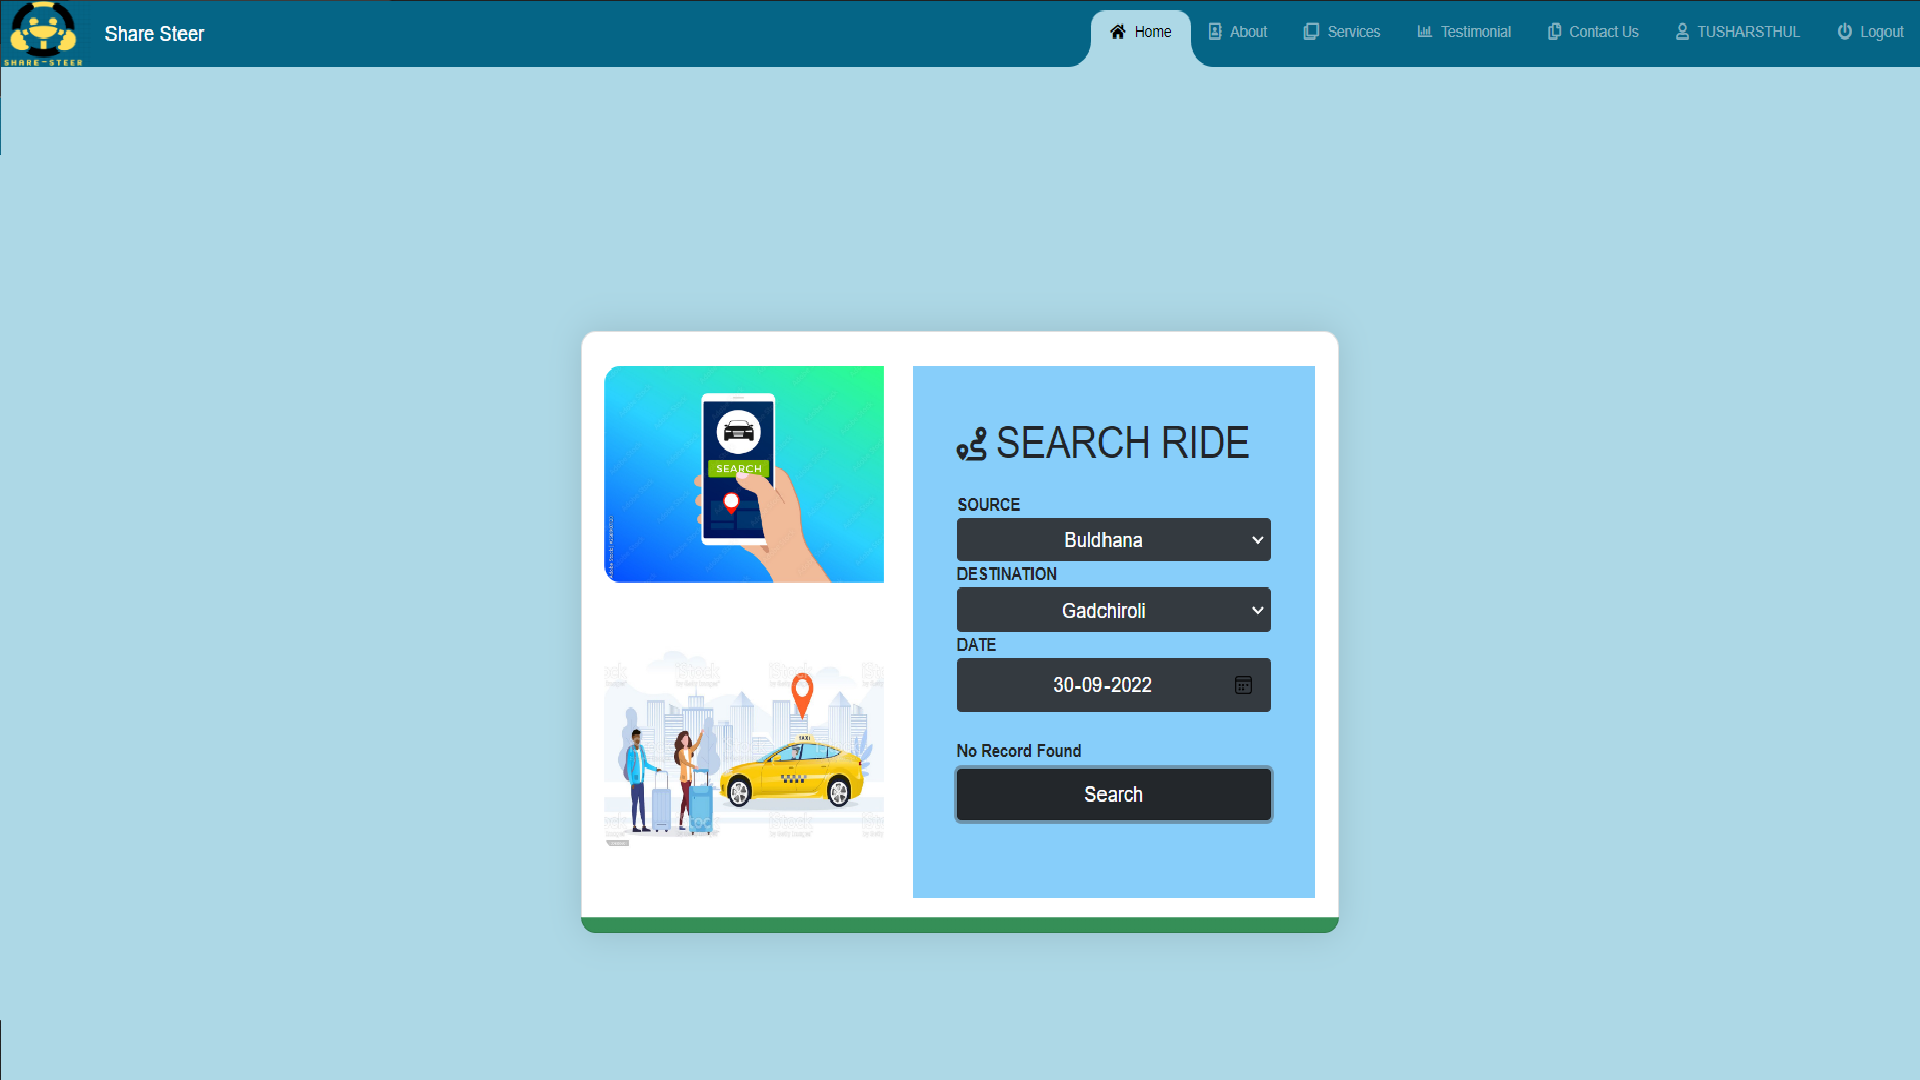 SHARE-STEER
Share Steer
Home
About
Services
Testimonial
Contact Us
TUSHARSTHUL
Logout
SEARCH
SEARCH RIDE
SOURCE
Buldhana
DESTINATION
Gadchiroli
DATE
30-09-2022
No Record Found
Search
TAXI
iStock